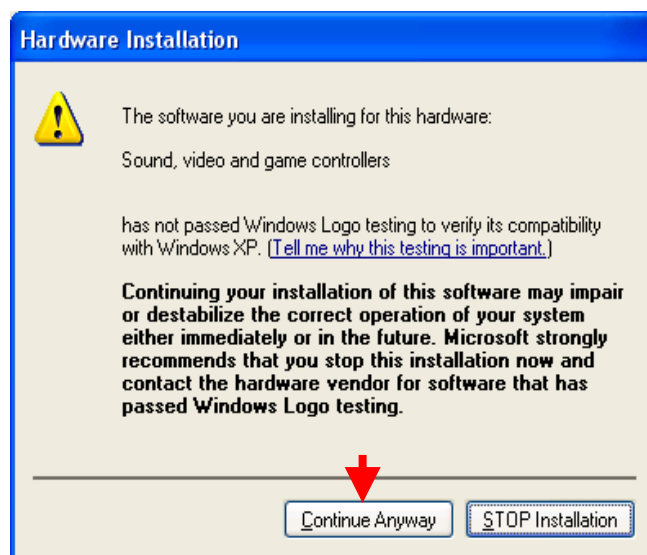 Hardware Installation
The software you are installing for this hardware:
Sound, video and game controllers
has not passed Windows Logo testing to verify its compatibility
with Windows XP. (Tell me why this testing is important.)
Continuing your installation of this software may impair
or destabilize the correct operation of your system
either immediately or in the future. Microsoft strongly
recommends that you stop this installation now and
contact the hardware vendor for software that has
passed Windows Logo testing.
Continue Anyway STOP Installation